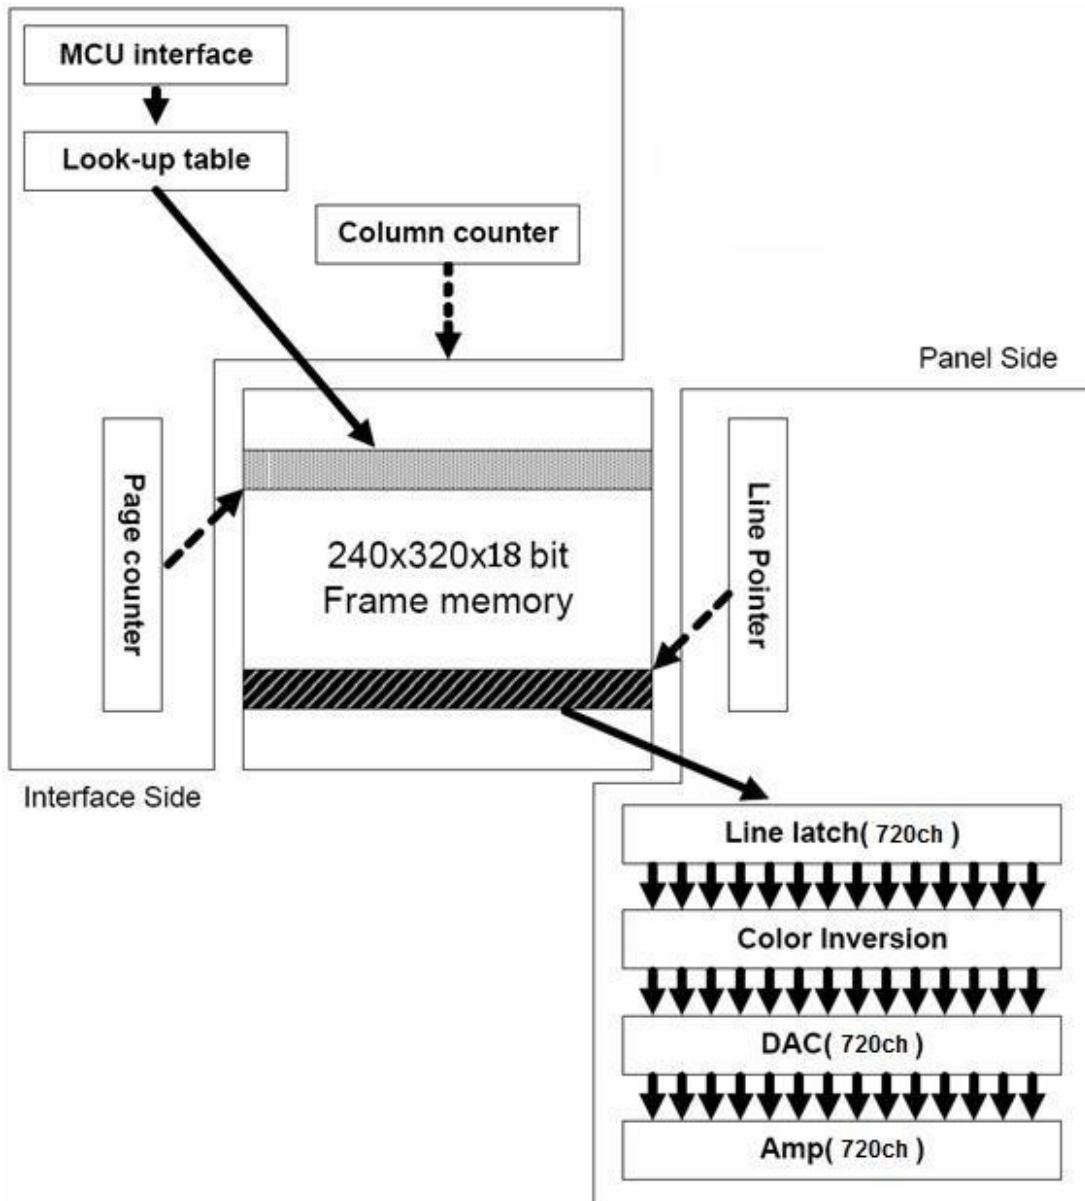 MCU interface
Look-up table
Column counter
Panel Side
Page counter
Line Pointer
240x320x18 bit
Frame memory
Interface Side
Line latch( 720ch )
Color Inversion
DAC( 720ch )
Amp( 720ch )